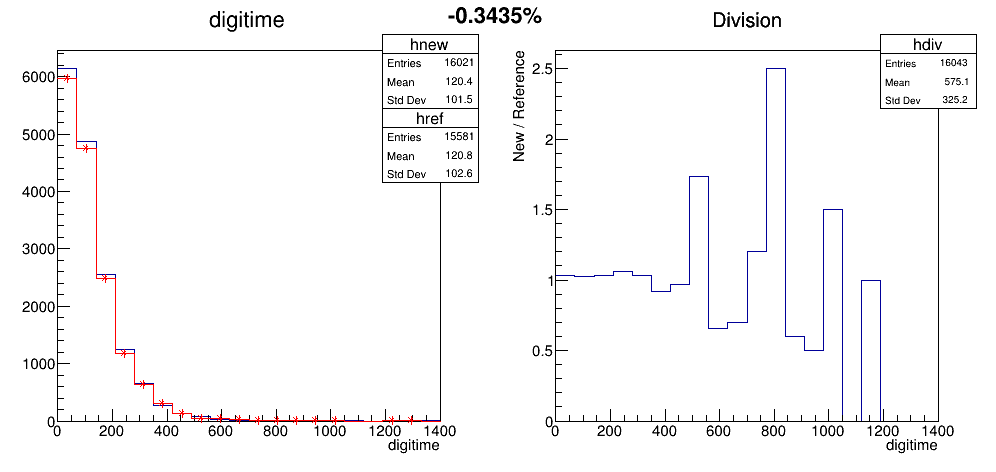 -0.3435%
digitime
hnew
Entries 16021
Mean 120.4
Std Dev 101.5
href
Entries 15581
Mean 120.8
Std Dev 102.6
6000
5000
4000
3000
2000
1000
0
0 200 400 600 800 1000 1200 1400
digitime
Division
hdiv
Entries 16043
Mean 575.1
Std Dev 325.2
New / Reference
2.5
2
1.5
1
0.5
0
0 200 400 600 800 1000 1200 1400
digitime